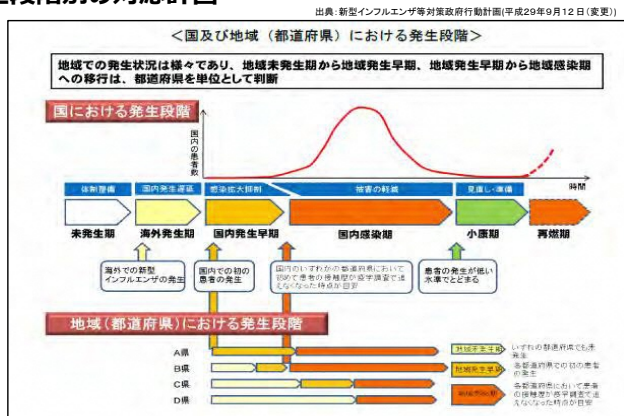 出典：新型インフルエンザ等対策政府行動計画(平成29年9月12日（変更）)
＜国及び地域（都道府県）における発生段階＞
地域での発生状況は様々であり、地域未発生期から地域発生早期、地域発生早期から地域感染期
への移行は、都道府県を単位として判断
国における発生段階
国内の患者数
時間
体制整備
国内発生遅延
感染拡大抑制
被害の軽減
見直し・準備
未発生期
海外発生期
国内発生早期
国内感染期
小康期
再燃期
海外での新型
インフルエンザの発生
国内での初の
患者の発生
国内のいずれかの都道府県において
初めて患者の接触歴が疫学調査で追
えなくなった時点が目安
患者の発生が低い
水準でとどまる
地域（都道府県）における発生段階
A県
B県
C県
D県
地域未発生期
いずれの都道府県でも未
発生
地域発生早期
各都道府県での初の患者
の発生
地域感染期
各都道府県において患者
の接触歴が疫学調査で追
えなくなった時点が目安